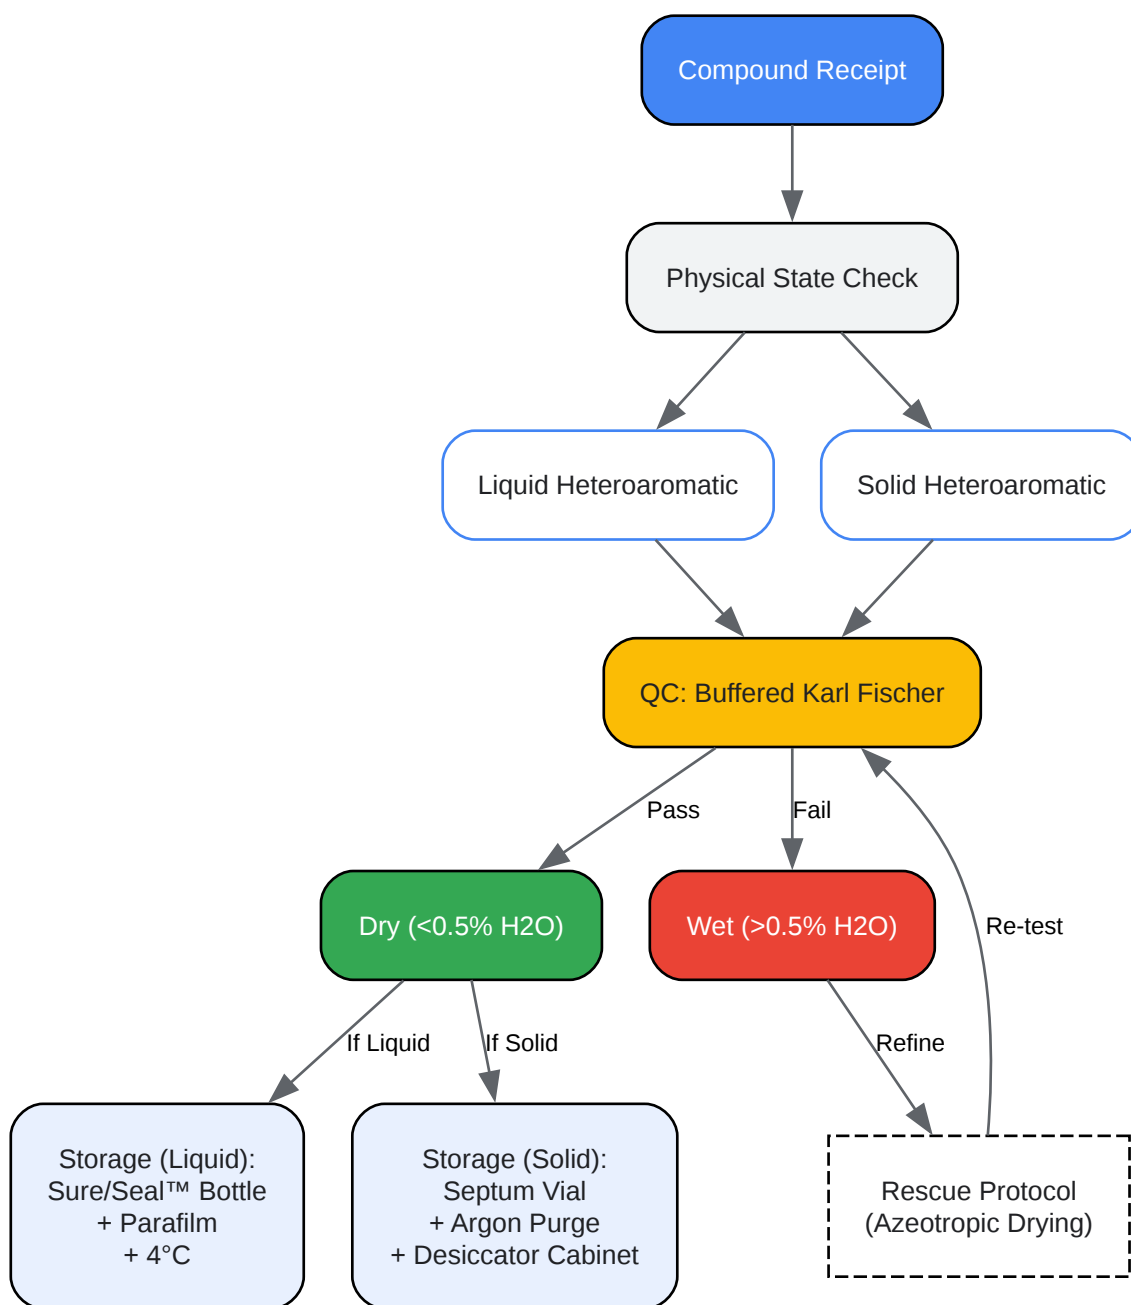 Compound Receipt
Physical State Check
Liquid Heteroaromatic
Solid Heteroaromatic
QC: Buffered Karl Fischer
Pass
Fail
Dry (<0.5% H2O)
Wet (>0.5% H2O)
Re-test
If Liquid
If Solid
Refine
Storage (Liquid):
Sure/Seal™ Bottle
+ Parafilm
+ 4°C
Storage (Solid):
Septum Vial
+ Argon Purge
+ Desiccator Cabinet
Rescue Protocol
(Azeotropic Drying)